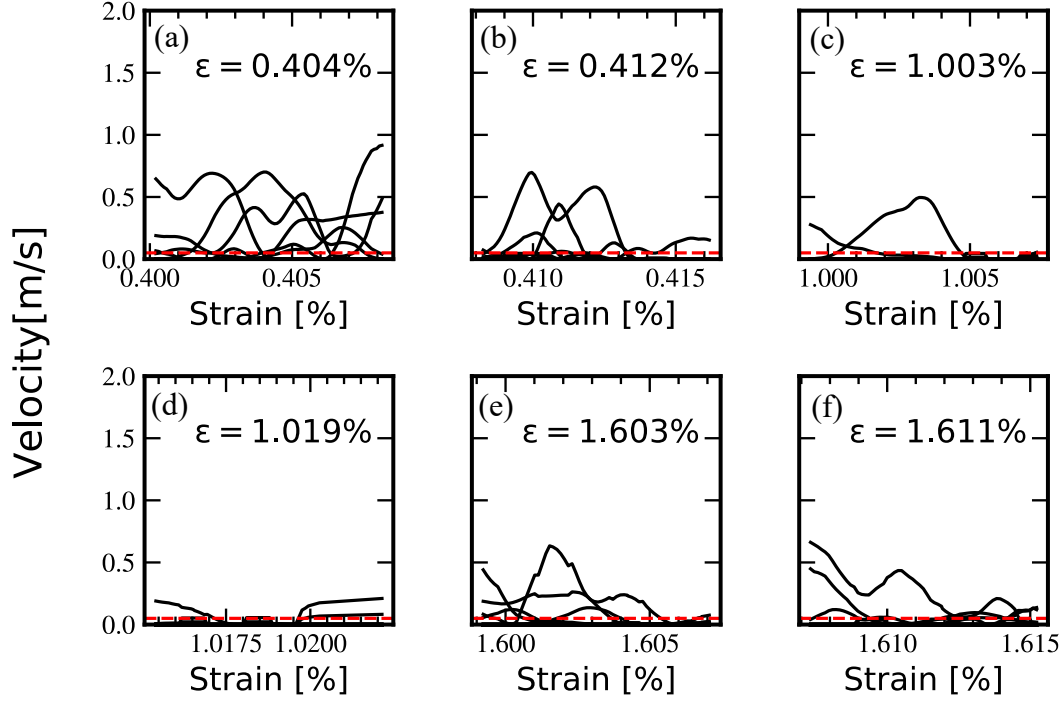 Velocity[m/s]
(a)
ε = 0.404%
2.0
1.5
1.0
0.5
0.0
0.400
0.405
Strain [%]
(b)
ε = 0.412%
0.410
0.415
Strain [%]
(c)
ε = 1.003%
1.000
1.005
Strain [%]
(d)
ε = 1.019%
2.0
1.5
1.0
0.5
0.0
1.0175
1.0200
Strain [%]
(e)
ε = 1.603%
1.600
1.605
Strain [%]
(f)
ε = 1.611%
1.610
1.615
Strain [%]